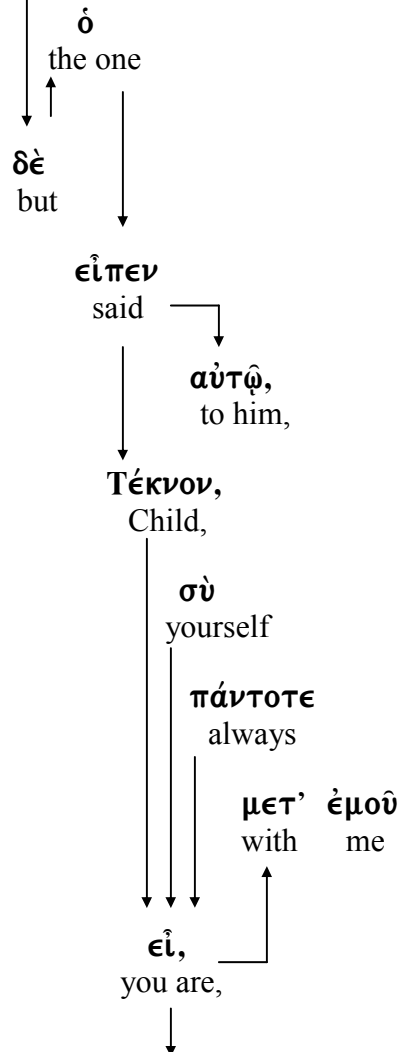 ὁ
the one
δὲ
but
εἶπεν
said
αὐτῷ,
to him,
Τέκνον,
Child,
σὺ
yourself
πάντοτε
always
μετ’ ἐμοῦ
with me
εἶ,
you are,